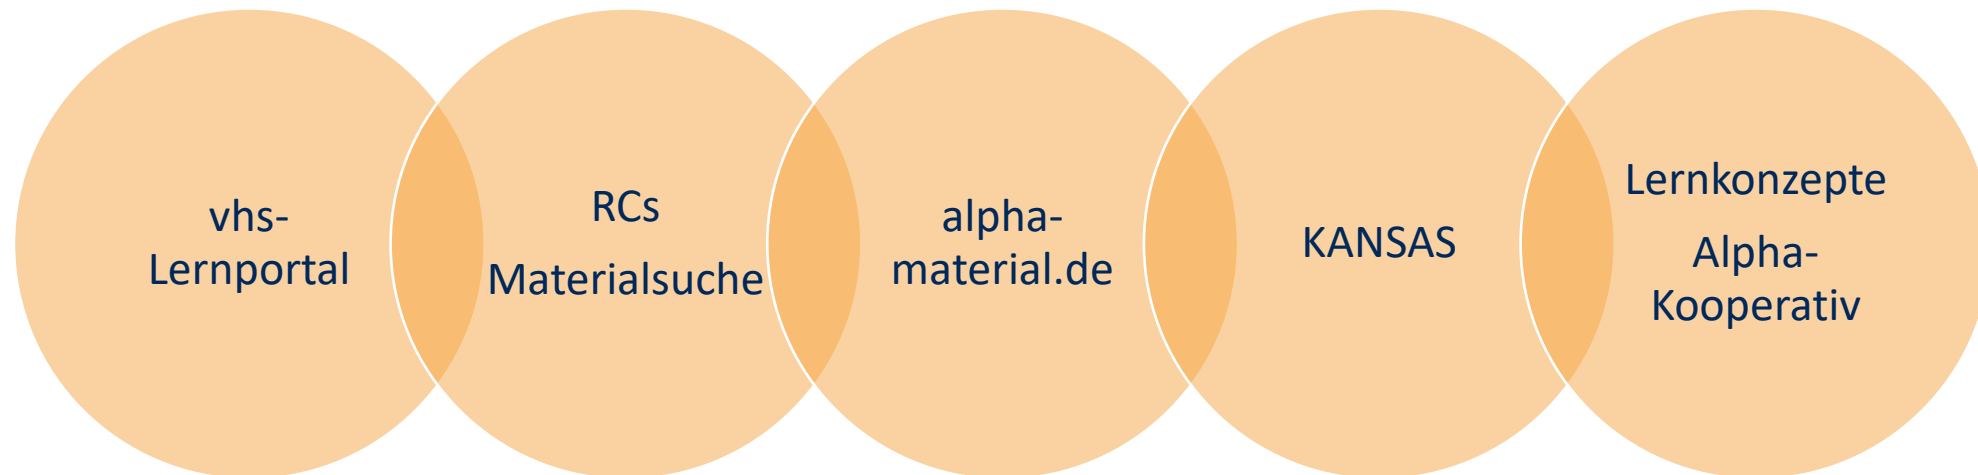 vhs-
Lernportal
RCs
Materialsuche
alpha-
material.de
KANSAS
Lernkonzepte
Alpha-
Kooperativ